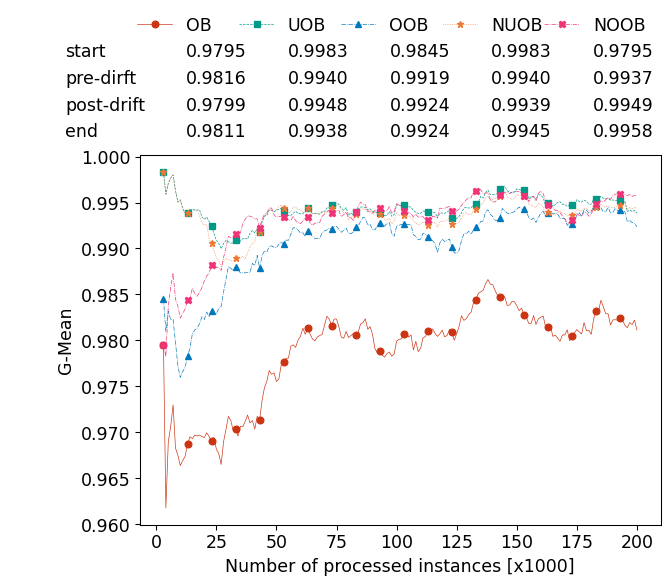 OB UOB OOB NUOB NOOB
start 0.9795 0.9983 0.9845 0.9983 0.9795
pre-dirft 0.9816 0.9940 0.9919 0.9940 0.9937
post-drift 0.9799 0.9948 0.9924 0.9939 0.9949
end 0.9811 0.9938 0.9924 0.9945 0.9958
1.000
0.995
0.990
0.985
0.980
0.975
0.970
0.965
0.960
G-Mean
0 25 50 75 100 125 150 175 200
Number of processed instances [x1000]